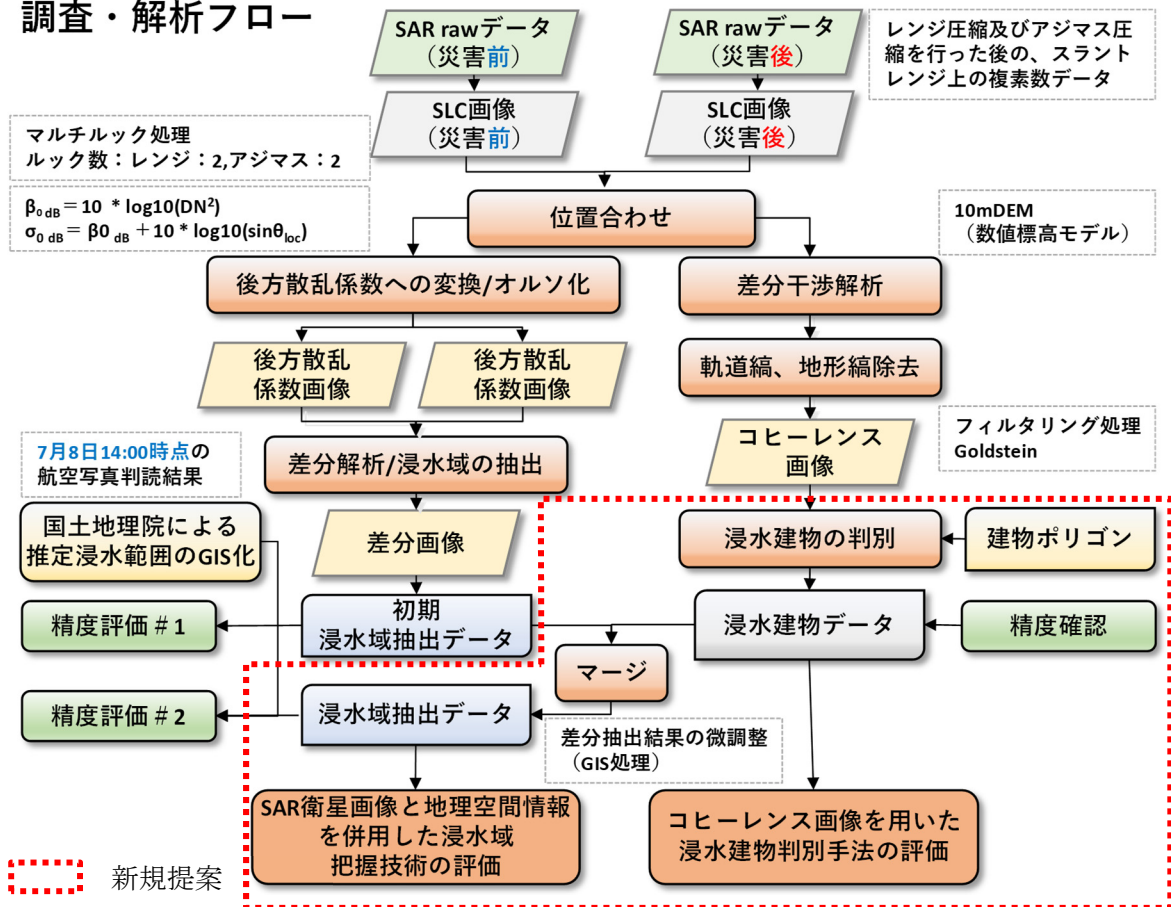 調査・解析フロー
SAR rawデータ
（災害前）
SAR rawデータ
（災害後）
レンジ圧縮及びアジマス圧
縮を行った後の、スラント
レンジ上の複素数データ
SLC画像
（災害前）
SLC画像
（災害後）
マルチルック処理
ルック数：レンジ：2,アジマス：2
β₀ dB＝10 * log10(DN²)
σ₀ dB＝ β0 dB＋10 * log10(sinθloc)
位置合わせ
10mDEM
（数値標高モデル）
後方散乱係数への変換/オルソ化
差分干渉解析
後方散乱
係数画像
後方散乱
係数画像
軌道縞、地形縞除去
コヒーレンス
画像
フィルタリング処理
Goldstein
7月8日14:00時点の
航空写真判読結果
差分解析/浸水域の抽出
国土地理院による
推定浸水範囲のGIS化
差分画像
浸水建物の判別
建物ポリゴン
精度評価＃1
初期
浸水域抽出データ
浸水建物データ
精度確認
マージ
精度評価＃2
浸水域抽出データ
差分抽出結果の微調整
（GIS処理）
SAR衛星画像と地理空間情報
を併用した浸水域
把握技術の評価
コヒーレンス画像を用いた
浸水建物判別手法の評価
新規提案